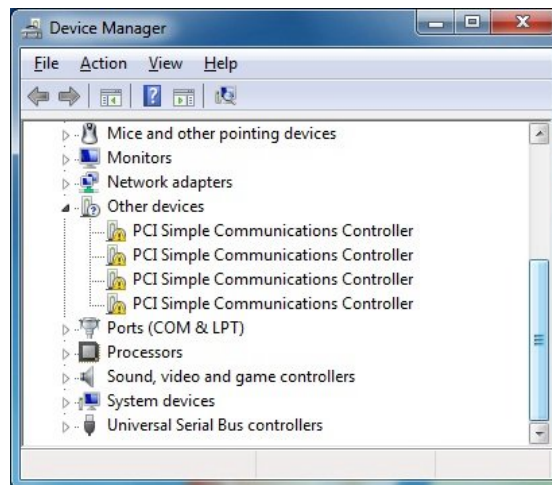 Device Manager
File Action View Help
Mice and other pointing devices
Monitors
Network adapters
Other devices
PCI Simple Communications Controller
PCI Simple Communications Controller
PCI Simple Communications Controller
PCI Simple Communications Controller
Ports (COM & LPT)
Processors
Sound, video and game controllers
System devices
Universal Serial Bus controllers